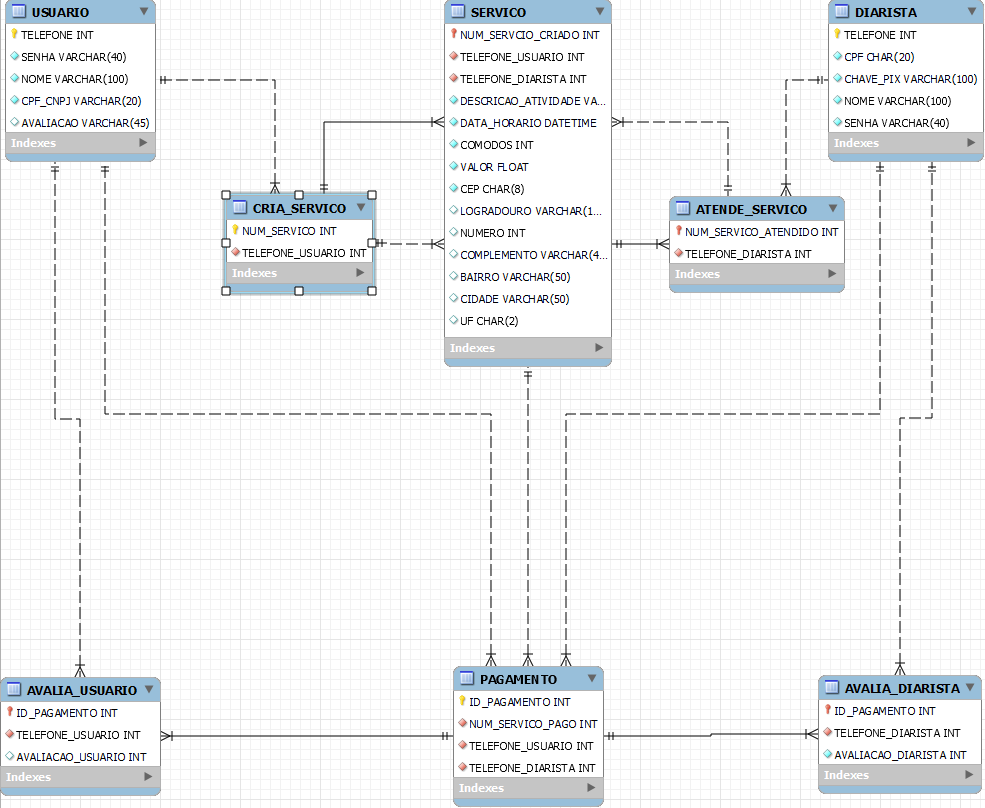 USUARIO
TELEFONE INT
SENHA VARCHAR(40)
NOME VARCHAR(100)
CPF_CNPJ VARCHAR(20)
AVALIACAO VARCHAR(45)
Indexes
SERVICO
NUM_SERVCIO_CRIADO INT
TELEFONE_USUARIO INT
TELEFONE_DIARISTA INT
DESCRICAO_ATIVIDADE VA...
DATA_HORARIO DATETIME
COMODOS INT
VALOR FLOAT
CEP CHAR(8)
LOGRADOURO VARCHAR(1...
NUMERO INT
COMPLEMENTO VARCHAR(4...
BAIRRO VARCHAR(50)
CIDADE VARCHAR(50)
UF CHAR(2)
Indexes
DIARISTA
TELEFONE INT
CPF CHAR(20)
CHAVE_PIX VARCHAR(100)
NOME VARCHAR(100)
SENHA VARCHAR(40)
Indexes
CRIA_SERVICO
NUM_SERVICO INT
TELEFONE_USUARIO INT
Indexes
ATENDE_SERVICO
NUM_SERVICO_ATENDIDO INT
TELEFONE_DIARISTA INT
Indexes
AVALIA_USUARIO
ID_PAGAMENTO INT
TELEFONE_USUARIO INT
AVALIACAO_USUARIO INT
Indexes
PAGAMENTO
ID_PAGAMENTO INT
NUM_SERVICO_PAGO INT
TELEFONE_USUARIO INT
TELEFONE_DIARISTA INT
Indexes
AVALIA_DIARISTA
ID_PAGAMENTO INT
TELEFONE_DIARISTA INT
AVALIACAO_DIARISTA INT
Indexes